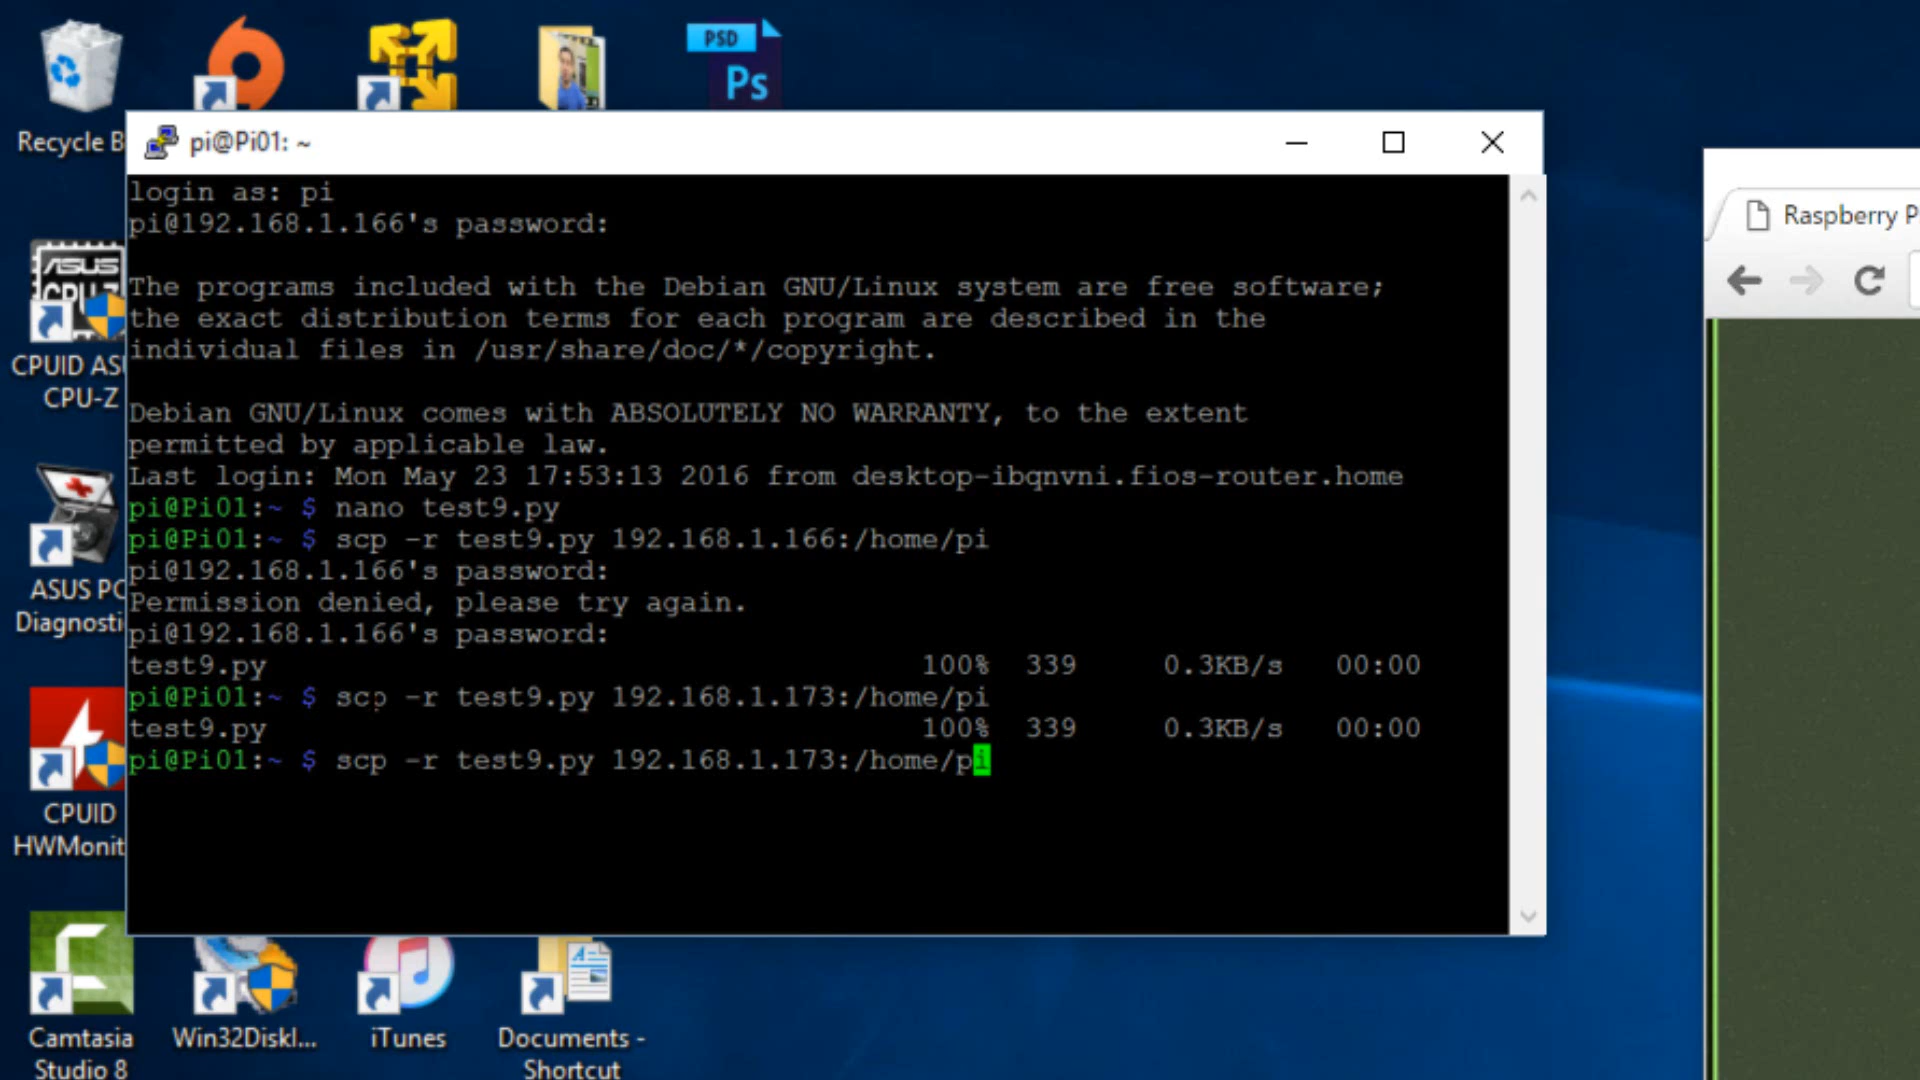 PSD
Ps
Recycle B
pi@Pi01: ~
login as: pi
pi@192.168.1.166's password:
The programs included with the Debian GNU/Linux system are free software;
the exact distribution terms for each program are described in the
individual files in /usr/share/doc/*/copyright.
Debian GNU/Linux comes with ABSOLUTELY NO WARRANTY, to the extent
permitted by applicable law.
Last login: Mon May 23 17:53:13 2016 from desktop-ibqnvni.fios-router.home
pi@Pi01:~ $ nano test9.py
pi@Pi01:~ $ scp -r test9.py 192.168.1.166:/home/pi
pi@192.168.1.166's password:
Permission denied, please try again.
pi@192.168.1.166's password:
test9.py 100% 339 0.3KB/s 00:00
pi@Pi01:~ $ scp -r test9.py 192.168.1.173:/home/pi
test9.py 100% 339 0.3KB/s 00:00
pi@Pi01:~ $ scp -r test9.py 192.168.1.173:/home/pi
Raspberry P
ASUS
CPU-Z
CPUID AS
CPU-Z
ASUS PC
Diagnosti
CPUID
HWMonit
Camtasia
Studio 8
Win32DiskI...
iTunes
Documents -
Shortcut